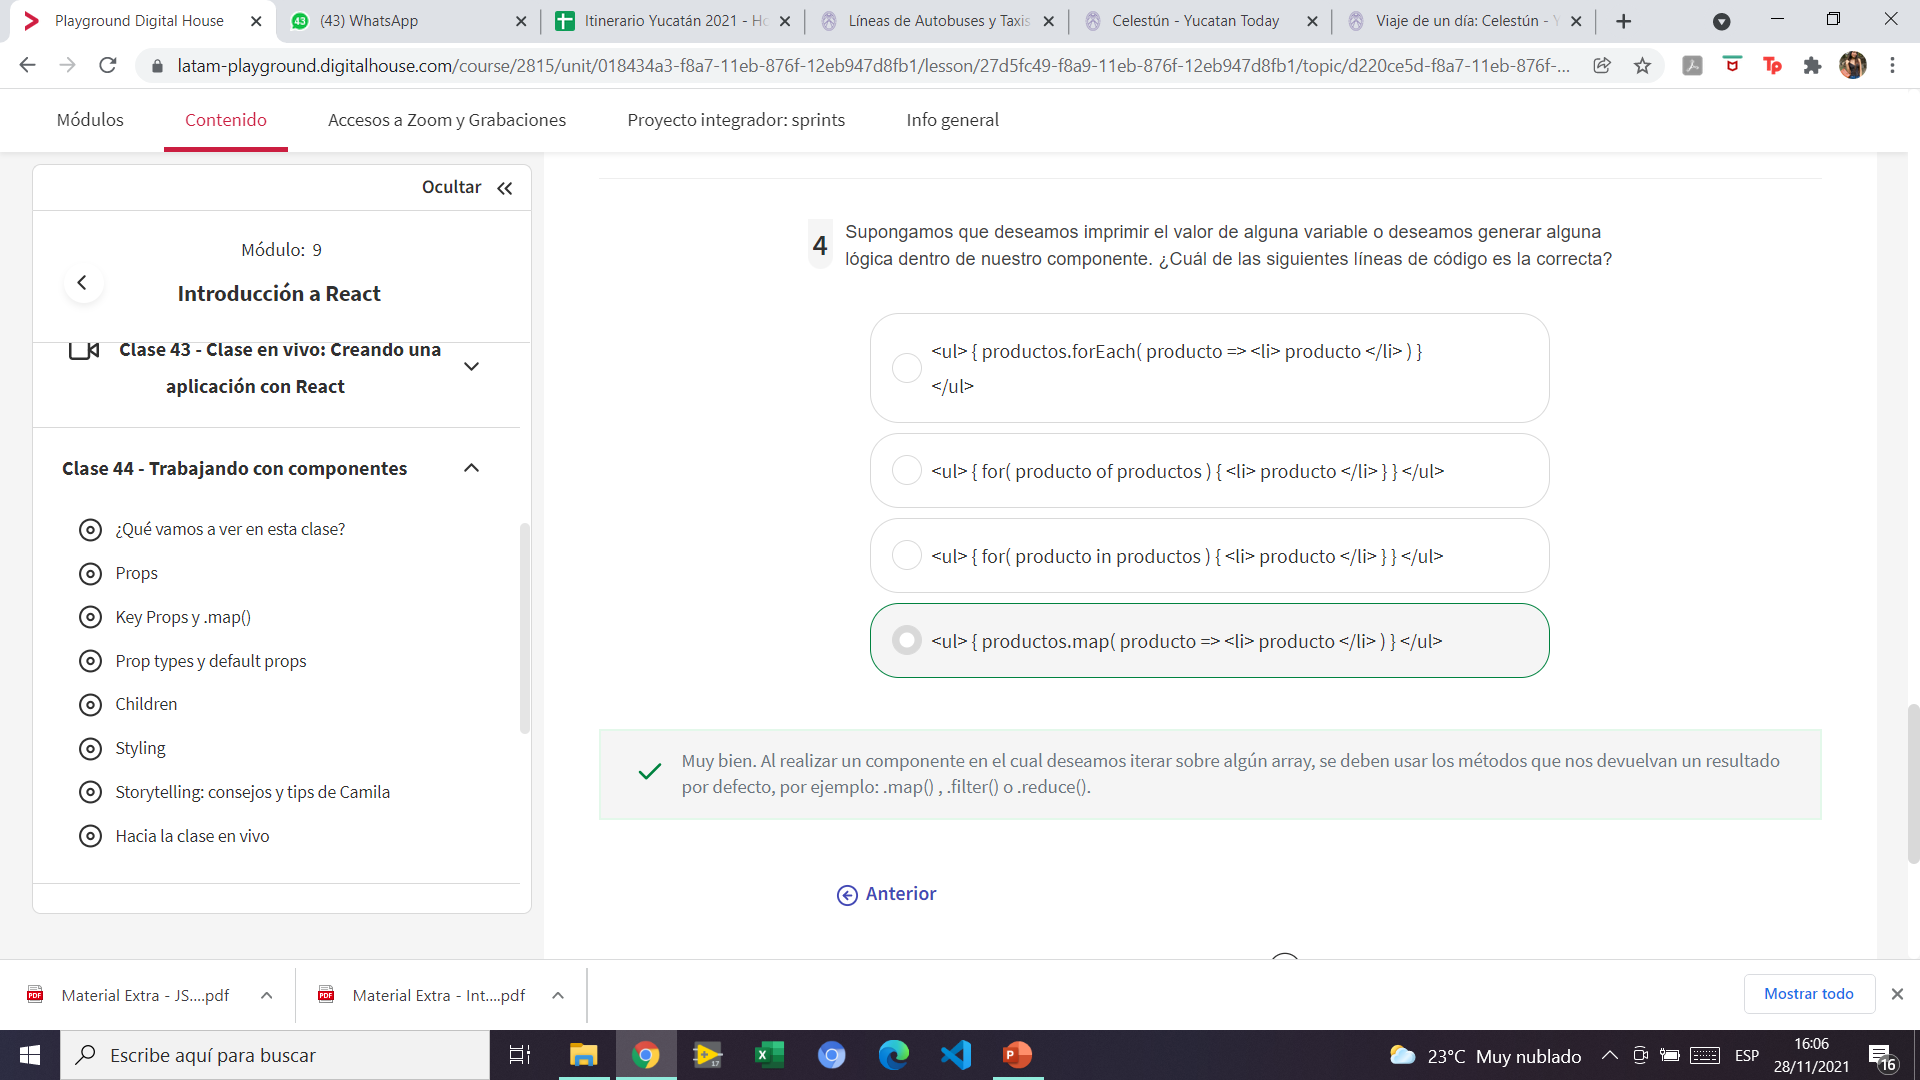 Playground Digital House
43
(43) WhatsApp
Itinerario Yucatán 2021 - Ho
Líneas de Autobuses y Taxis
Celestún - Yucatan Today
Viaje de un día: Celestún - Y
latam-playground.digitalhouse.com/course/2815/unit/018434a3-f8a7-11eb-876f-12eb947d8fb1/lesson/27d5fc49-f8a9-11eb-876f-12eb947d8fb1/topic/d220ce5d-f8a7-11eb-876f-...
Tp
Módulos
Contenido
Accesos a Zoom y Grabaciones
Proyecto integrador: sprints
Info general
Ocultar
Módulo: 9
Introducción a React
Clase 43 - Clase en vivo: Creando una
aplicación con React
Clase 44 - Trabajando con componentes
¿Qué vamos a ver en esta clase?
Props
Key Props y .map()
Prop types y default props
Children
Styling
Storytelling: consejos y tips de Camila
Hacia la clase en vivo
4
Supongamos que deseamos imprimir el valor de alguna variable o deseamos generar alguna
lógica dentro de nuestro componente. ¿Cuál de las siguientes líneas de código es la correcta?
<ul> { productos.forEach( producto => <li> producto </li> ) }
</ul>
<ul> { for( producto of productos ) { <li> producto </li> } } </ul>
<ul> { for( producto in productos ) { <li> producto </li> } } </ul>
<ul> { productos.map( producto => <li> producto </li> ) } </ul>
Muy bien. Al realizar un componente en el cual deseamos iterar sobre algún array, se deben usar los métodos que nos devuelvan un resultado
por defecto, por ejemplo: .map() , .filter() o .reduce().
Anterior
PDF
Material Extra - JS....pdf
PDF
Material Extra - Int....pdf
Mostrar todo
Escribe aquí para buscar
17
23°C Muy nublado
ESP
16:06
28/11/2021
16